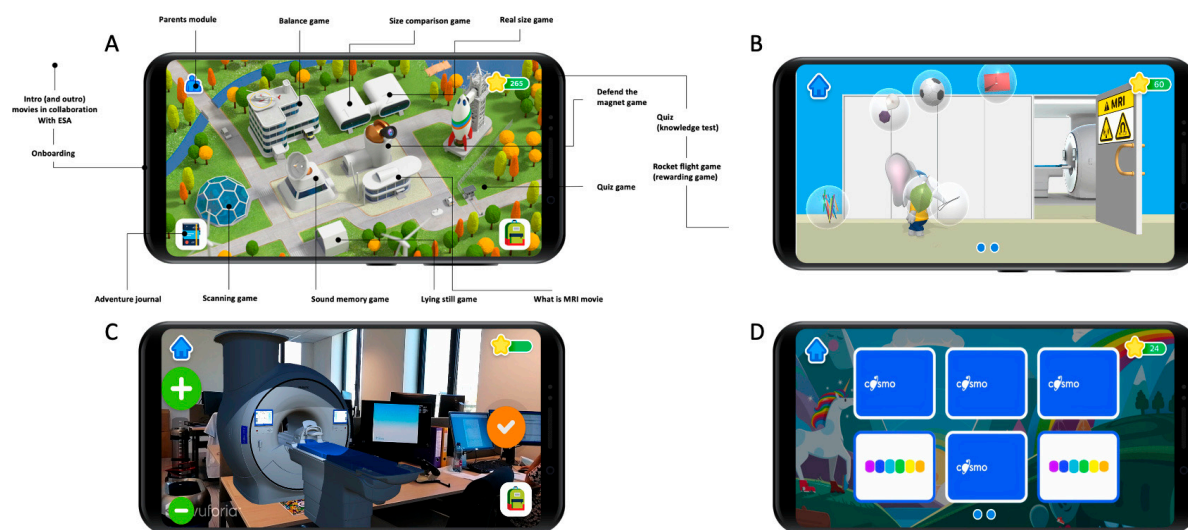 Parents module
Balance game
Size comparison game
Real size game
A
265
Intro (and outro)
movies in collaboration
With ESA
Onboarding
Defend the
magnet game
Quiz
(knowledge test)
Rocket flight game
(rewarding game)
Quiz game
Adventure journal
Scanning game
Sound memory game
Lying still game
What is MRI movie
B
60
MRI
C
vuforia
D
24
cosmo
cosmo
cosmo
cosmo